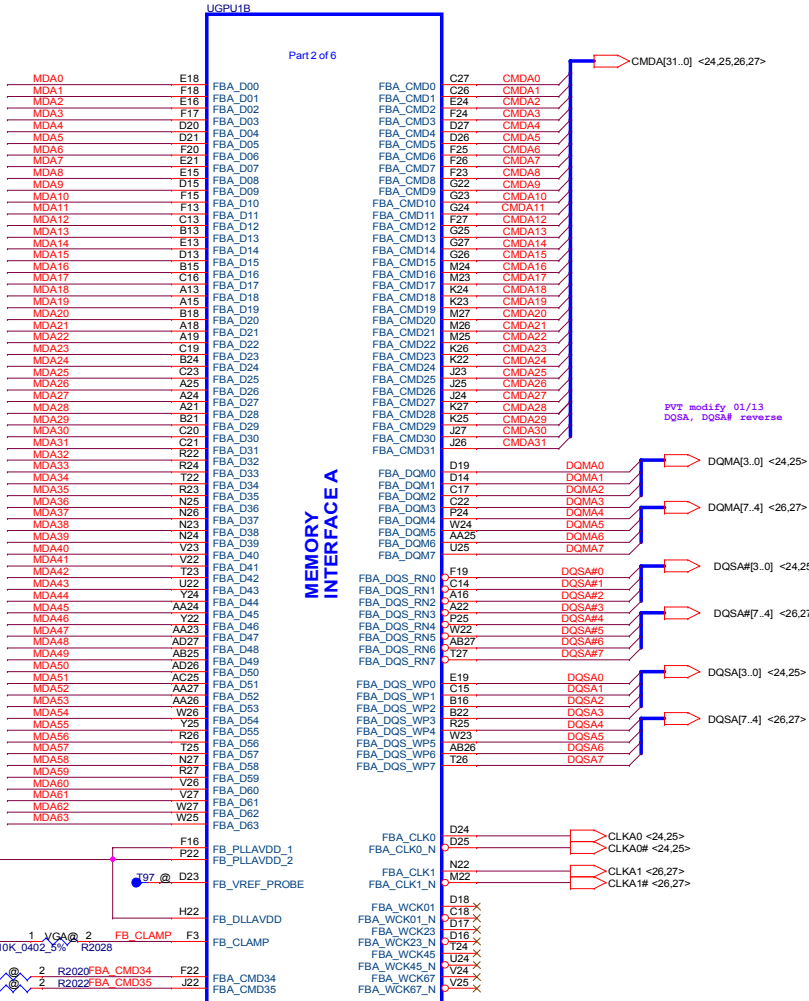 UGPU1B
Part 2 of 6
MDA0 E18 FBA_D00
MDA1 F18 FBA_D01
MDA2 E16 FBA_D02
MDA3 F17 FBA_D03
MDA4 D20 FBA_D04
MDA5 D21 FBA_D05
MDA6 F20 FBA_D06
MDA7 E21 FBA_D07
MDA8 E15 FBA_D08
MDA9 D15 FBA_D09
MDA10 F15 FBA_D10
MDA11 F13 FBA_D11
MDA12 C13 FBA_D12
MDA13 B13 FBA_D13
MDA14 E13 FBA_D14
MDA15 D13 FBA_D15
MDA16 B15 FBA_D16
MDA17 C16 FBA_D17
MDA18 A13 FBA_D18
MDA19 A15 FBA_D19
MDA20 B18 FBA_D20
MDA21 A18 FBA_D21
MDA22 A19 FBA_D22
MDA23 C19 FBA_D23
MDA24 B24 FBA_D24
MDA25 C23 FBA_D25
MDA26 A25 FBA_D26
MDA27 A24 FBA_D27
MDA28 A21 FBA_D28
MDA29 B21 FBA_D29
MDA30 C20 FBA_D30
MDA31 C21 FBA_D31
MDA32 R22 FBA_D32
MDA33 R24 FBA_D33
MDA34 T22 FBA_D34
MDA35 R23 FBA_D35
MDA36 N25 FBA_D36
MDA37 N26 FBA_D37
MDA38 N23 FBA_D38
MDA39 N24 FBA_D39
MDA40 V23 FBA_D40
MDA41 V22 FBA_D41
MDA42 T23 FBA_D42
MDA43 U22 FBA_D43
MDA44 Y24 FBA_D44
MDA45 AA24 FBA_D45
MDA46 Y22 FBA_D46
MDA47 AA23 FBA_D47
MDA48 AD27 FBA_D48
MDA49 AB25 FBA_D49
MDA50 AD26 FBA_D50
MDA51 AC25 FBA_D51
MDA52 AA27 FBA_D52
MDA53 AA26 FBA_D53
MDA54 W26 FBA_D54
MDA55 Y25 FBA_D55
MDA56 R26 FBA_D56
MDA57 T25 FBA_D57
MDA58 N27 FBA_D58
MDA59 R27 FBA_D59
MDA60 V26 FBA_D60
MDA61 V27 FBA_D61
MDA62 W27 FBA_D62
MDA63 W25 FBA_D63
F16 FB_PLLAVDD_1
P22 FB_PLLAVDD_2
T97 @ D23 FB_VREF_PROBE
H22 FB_DLLAVDD
1 VGA@ 2 FB_CLAMP F3 FB_CLAMP
10K_0402_5% R2028
@ 2 R2020 FBA_CMD34 F22 FBA_CMD34
@ 2 R2022 FBA_CMD35 J22 FBA_CMD35
MEMORY
INTERFACE A
FBA_CMD0 C27 CMDA0
FBA_CMD1 C26 CMDA1
FBA_CMD2 E24 CMDA2
FBA_CMD3 F24 CMDA3
FBA_CMD4 D27 CMDA4
FBA_CMD5 D26 CMDA5
FBA_CMD6 F25 CMDA6
FBA_CMD7 F26 CMDA7
FBA_CMD8 F23 CMDA8
FBA_CMD9 G22 CMDA9
FBA_CMD10 G23 CMDA10
FBA_CMD11 G24 CMDA11
FBA_CMD12 F27 CMDA12
FBA_CMD13 G25 CMDA13
FBA_CMD14 G27 CMDA14
FBA_CMD15 G26 CMDA15
FBA_CMD16 M24 CMDA16
FBA_CMD17 M23 CMDA17
FBA_CMD18 K24 CMDA18
FBA_CMD19 K23 CMDA19
FBA_CMD20 M27 CMDA20
FBA_CMD21 M26 CMDA21
FBA_CMD22 M25 CMDA22
FBA_CMD23 K26 CMDA23
FBA_CMD24 K22 CMDA24
FBA_CMD25 J23 CMDA25
FBA_CMD26 J25 CMDA26
FBA_CMD27 J24 CMDA27
FBA_CMD28 K27 CMDA28
FBA_CMD29 K25 CMDA29
FBA_CMD30 J27 CMDA30
FBA_CMD31 J26 CMDA31
CMDA[31..0] <24,25,26,27>
PVT modify 01/13
DQSA, DQSA# reverse
FBA_DQM0 D19 DQMA0
FBA_DQM1 D14 DQMA1
FBA_DQM2 C17 DQMA2
FBA_DQM3 C22 DQMA3
FBA_DQM4 P24 DQMA4
FBA_DQM5 W24 DQMA5
FBA_DQM6 AA25 DQMA6
FBA_DQM7 U25 DQMA7
DQMA[3..0] <24,25>
DQMA[7..4] <26,27>
FBA_DQS_RN0 F19 DQSA#0
FBA_DQS_RN1 C14 DQSA#1
FBA_DQS_RN2 A16 DQSA#2
FBA_DQS_RN3 A22 DQSA#3
FBA_DQS_RN4 P25 DQSA#4
FBA_DQS_RN5 W22 DQSA#5
FBA_DQS_RN6 AB27 DQSA#6
FBA_DQS_RN7 T27 DQSA#7
DQSA#[3..0] <24,25
DQSA#[7..4] <26,27
FBA_DQS_WP0 E19 DQSA0
FBA_DQS_WP1 C15 DQSA1
FBA_DQS_WP2 B16 DQSA2
FBA_DQS_WP3 B22 DQSA3
FBA_DQS_WP4 R25 DQSA4
FBA_DQS_WP5 W23 DQSA5
FBA_DQS_WP6 AB26 DQSA6
FBA_DQS_WP7 T26 DQSA7
DQSA[3..0] <24,25>
DQSA[7..4] <26,27>
FBA_CLK0 D24 CLKA0 <24,25>
FBA_CLK0_N D25 CLKA0# <24,25>
FBA_CLK1 N22 CLKA1 <26,27>
FBA_CLK1_N M22 CLKA1# <26,27>
FBA_WCK01 D18
FBA_WCK01_N C18
FBA_WCK23 D17
FBA_WCK23_N D16
FBA_WCK45 T24
FBA_WCK45_N U24
FBA_WCK67 V24
FBA_WCK67_N V25